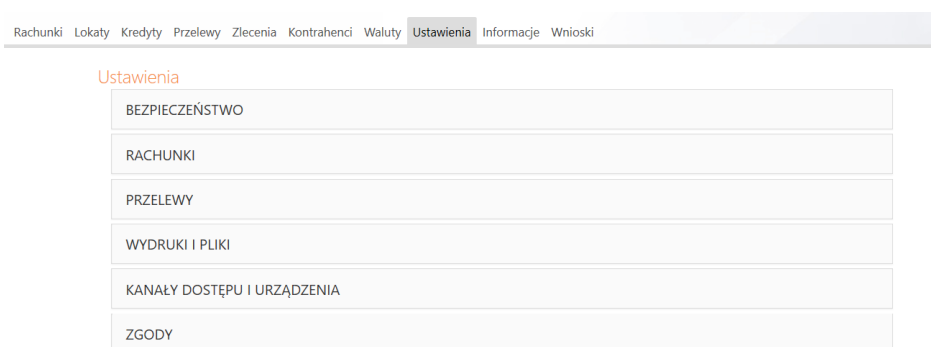 Rachunki Lokaty Kredyty Przelewy Zlecenia Kontrahenci Waluty Ustawienia Informacje Wnioski
Ustawienia
BEZPIECZEŃSTWO
RACHUNKI
PRZELEWY
WYDRUKI I PLIKI
KANAŁY DOSTĘPU I URZĄDZENIA
ZGODY